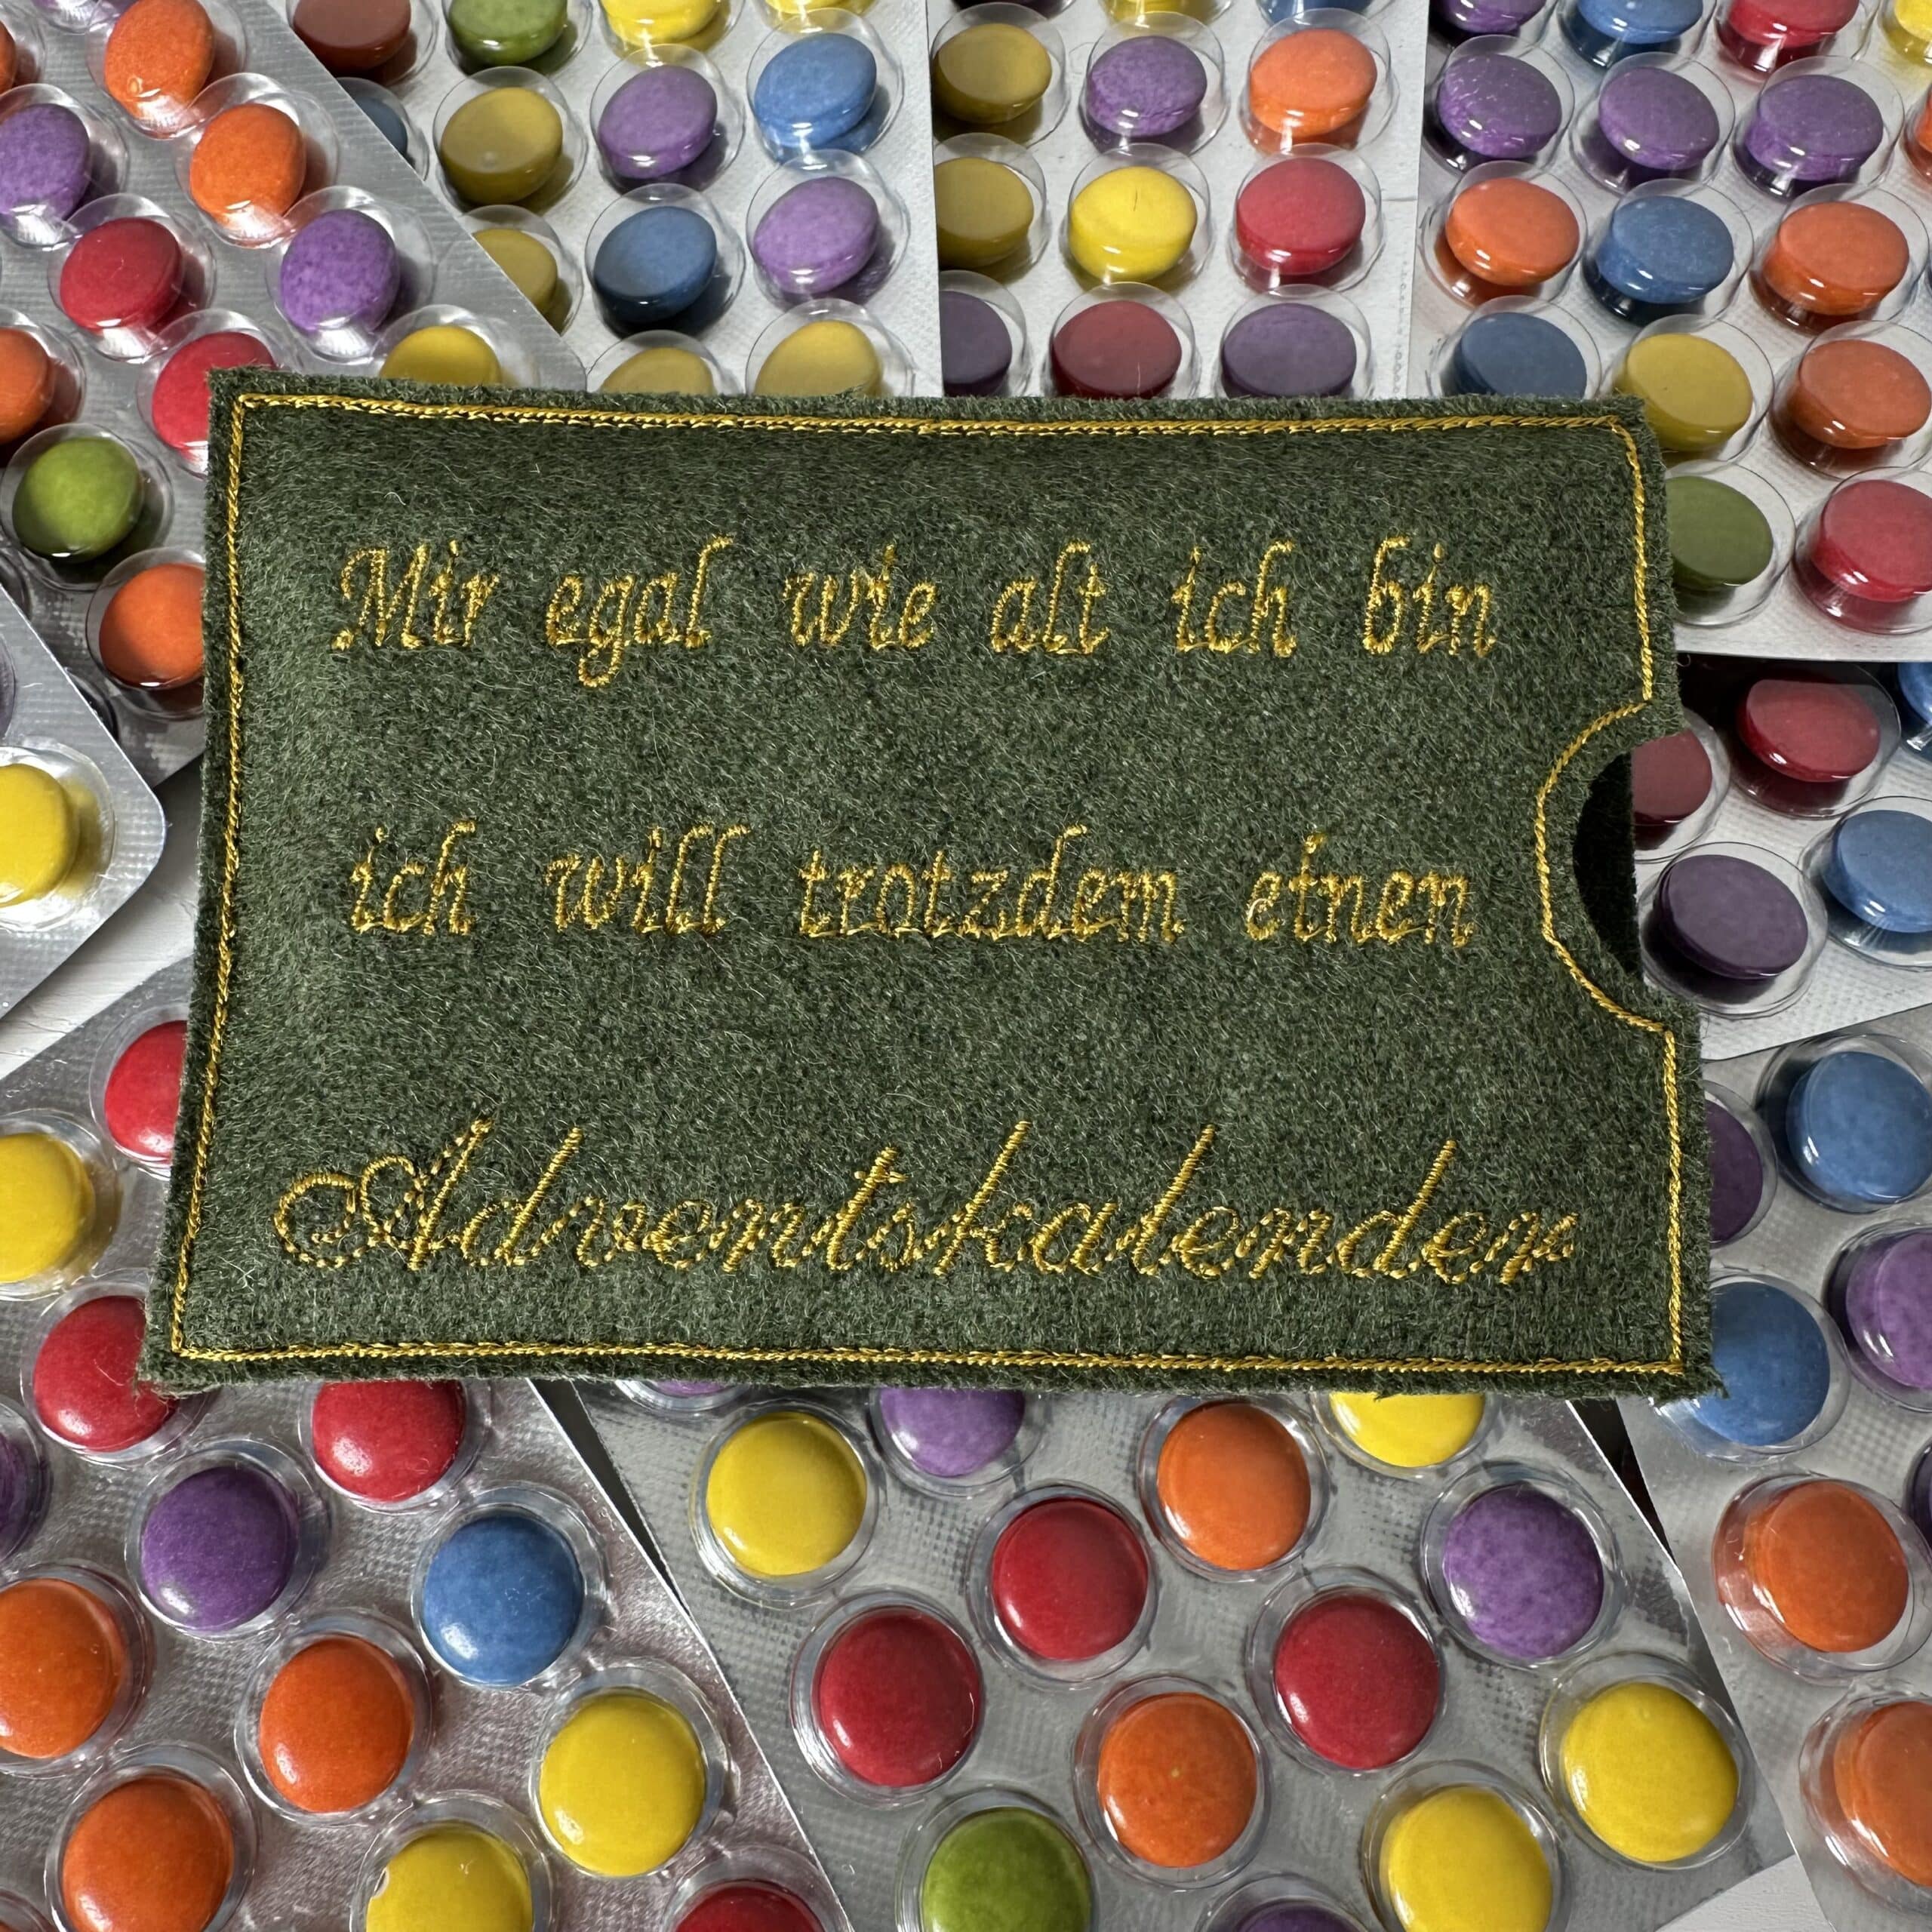 Mir egal wie alt ich bin
ich will trotzdem einen
Adventskalender